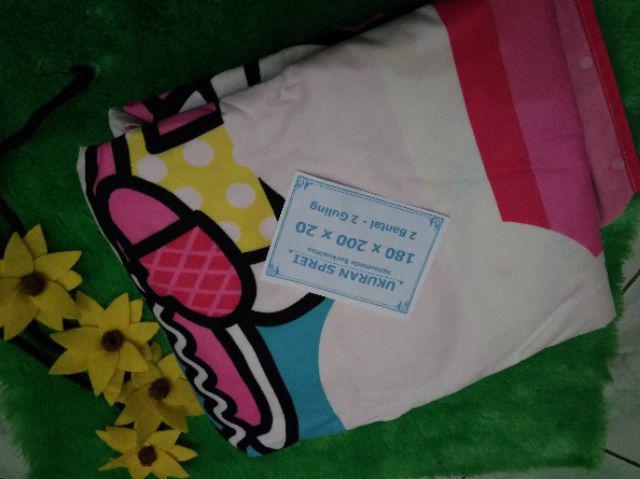 UKURAN SPREI
Homemade Berkualitas
180 x 200 x 20
2 Bantal - 2 Guling